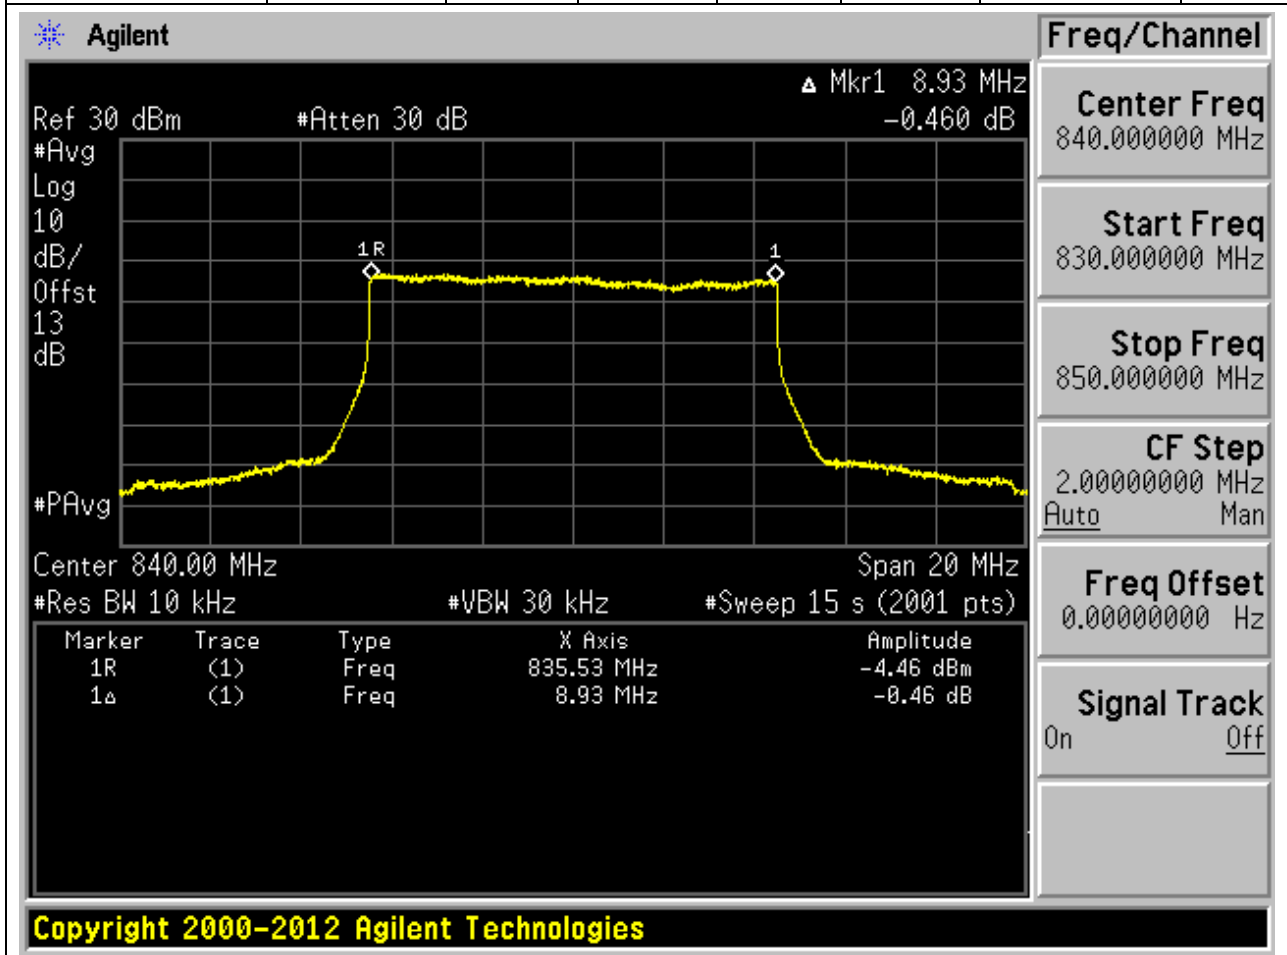 Agilent
Freq/Channel
Δ Mkr1 8.93 MHz
Ref 30 dBm #Atten 30 dB -0.460 dB
#Avg
Log
10
dB/
Offst
13
dB
#PAvg
1R
1
Center 840.00 MHz Span 20 MHz
#Res BW 10 kHz #VBW 30 kHz #Sweep 15 s (2001 pts)
Marker Trace Type X Axis Amplitude
1R (1) Freq 835.53 MHz -4.46 dBm
1Δ (1) Freq 8.93 MHz -0.46 dB
Center Freq
840.000000 MHz
Start Freq
830.000000 MHz
Stop Freq
850.000000 MHz
CF Step
2.00000000 MHz
Auto Man
Freq Offset
0.00000000 Hz
Signal Track
On Off
Copyright 2000-2012 Agilent Technologies